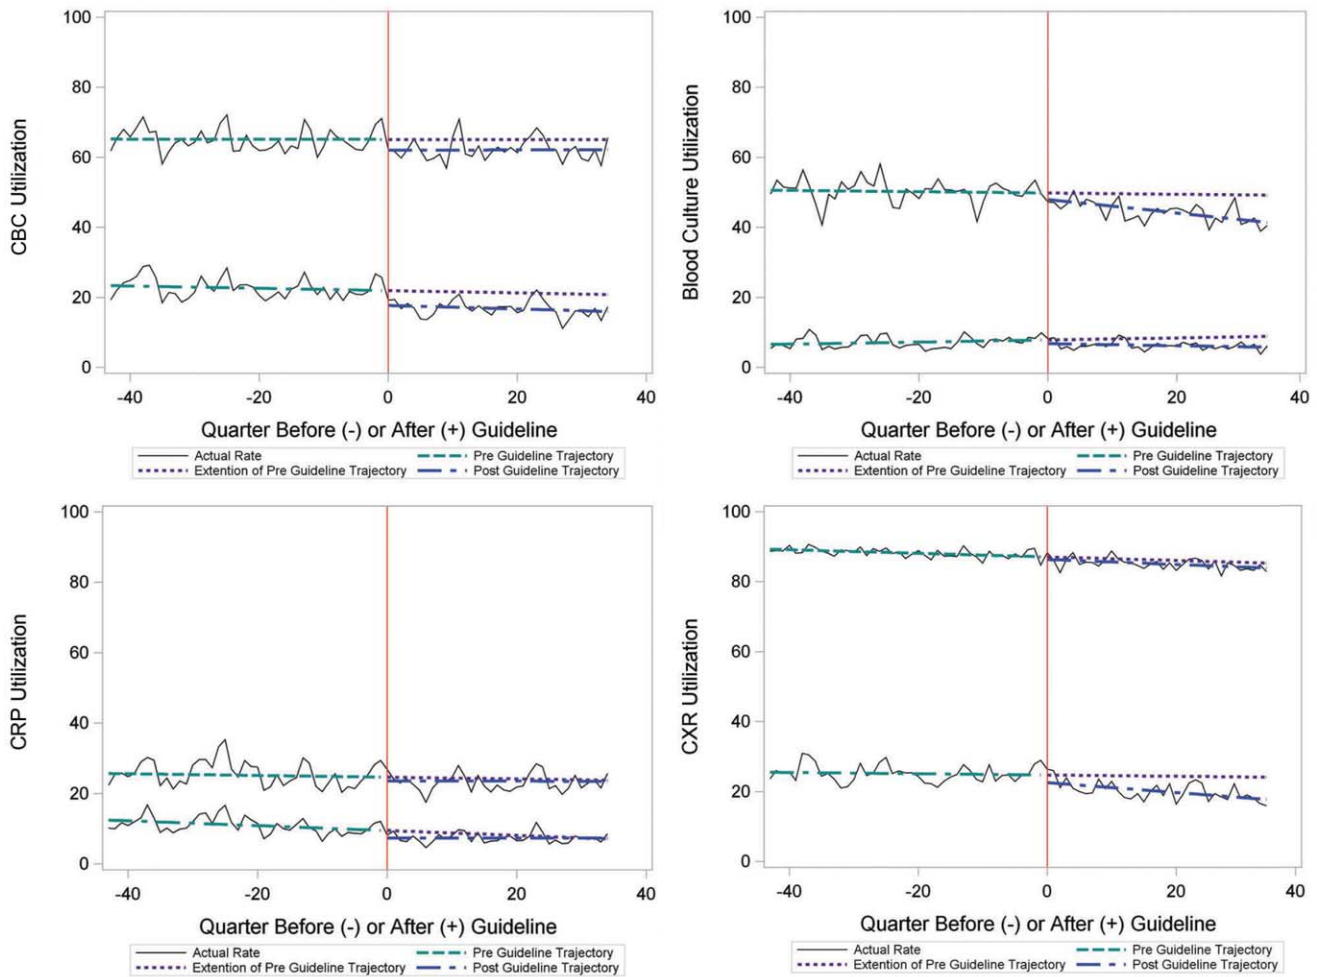 CBC Utilization
100
80
60
40
20
0
-40 -20 0 20 40
Quarter Before (-) or After (+) Guideline
Actual Rate Pre Guideline Trajectory
Extention of Pre Guideline Trajectory Post Guideline Trajectory
Blood Culture Utilization
100
80
60
40
20
0
-40 -20 0 20 40
Quarter Before (-) or After (+) Guideline
Actual Rate Pre Guideline Trajectory
Extention of Pre Guideline Trajectory Post Guideline Trajectory
CRP Utilization
100
80
60
40
20
0
-40 -20 0 20 40
Quarter Before (-) or After (+) Guideline
Actual Rate Pre Guideline Trajectory
Extention of Pre Guideline Trajectory Post Guideline Trajectory
CXR Utilization
100
80
60
40
20
0
-40 -20 0 20 40
Quarter Before (-) or After (+) Guideline
Actual Rate Pre Guideline Trajectory
Extention of Pre Guideline Trajectory Post Guideline Trajectory